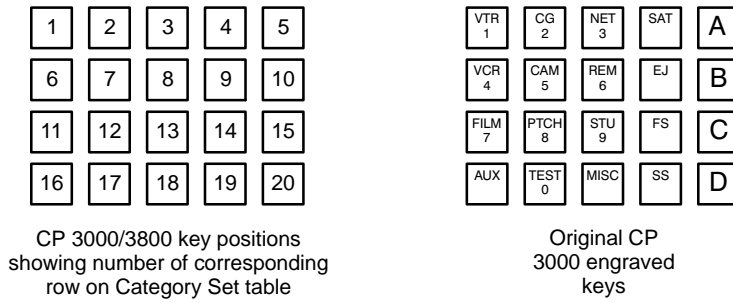 1 2 3 4 5
6 7 8 9 10
11 12 13 14 15
16 17 18 19 20
CP 3000/3800 key positions
showing number of corresponding
row on Category Set table
VTR CG NET SAT A
1 2 3
VCR CAM REM EJ B
4 5 6
FILM PTCH STU FS C
7 8 9
AUX TEST MISC SS D
0
Original CP
3000 engraved
keys